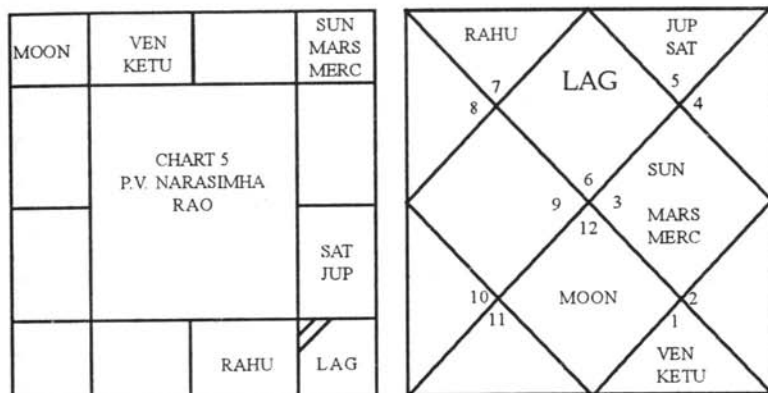 MOON
VEN
KETU
SUN
MARS
MERC
CHART 5
P.V. NARASIMHA
RAO
SAT
JUP
RAHU
LAG
RAHU
JUP
SAT
LAG
7
5
8
4
6
SUN
9
3
12
MARS
MERC
10
MOON
2
11
1
VEN
KETU